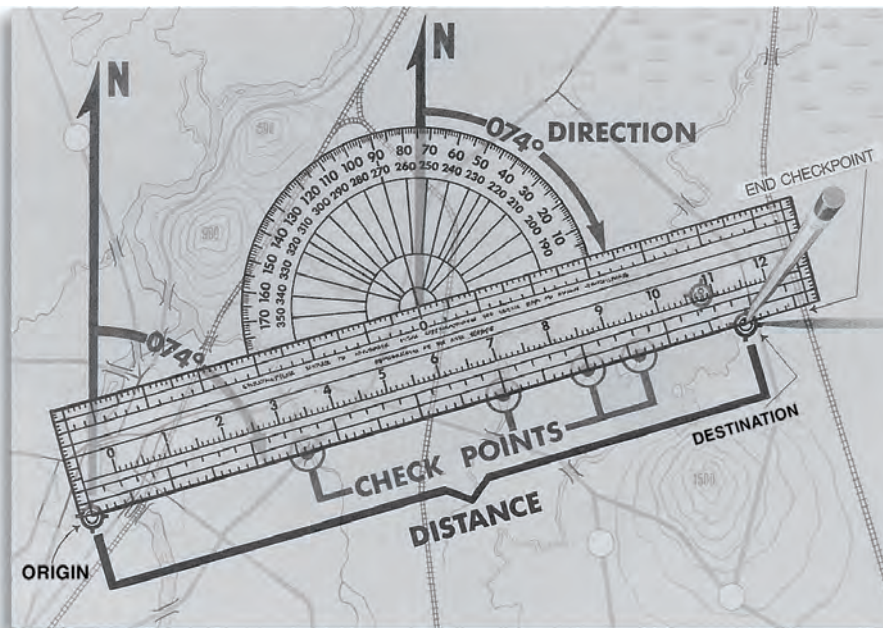 N
N
074° DIRECTION
END CHECKPOINT
170 160 150 140 130 120 110 100 90 80 70 60 50 40 30 20 10
350 340 330 320 310 300 290 280 270 260 250 240 230 220 210 200 190
074°
0 1 2 3 4 5 6 7 8 9 10 11 12
CHECK POINTS
DESTINATION
DISTANCE
1500
ORIGIN